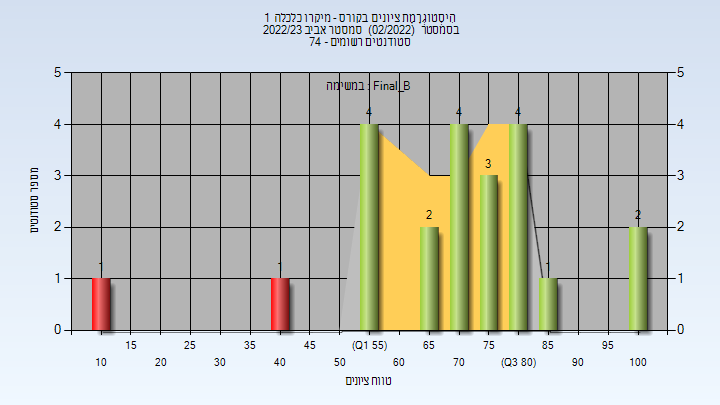 היסטוגרמת ציונים בקורס - מיקרו כלכלה 1
בסמסטר (02/2022) סמסטר אביב 2022/23
סטודנטים רשומים - 74
במשימה : Final_B
מספר סטודנטים
5
4
3
2
1
0
5
4
3
2
1
0
1
1
4
2
4
3
4
1
2
15 25 35 45 (Q1 55) 65 75 85 95
10 20 30 40 50 60 70 (Q3 80) 90 100
טווח ציונים